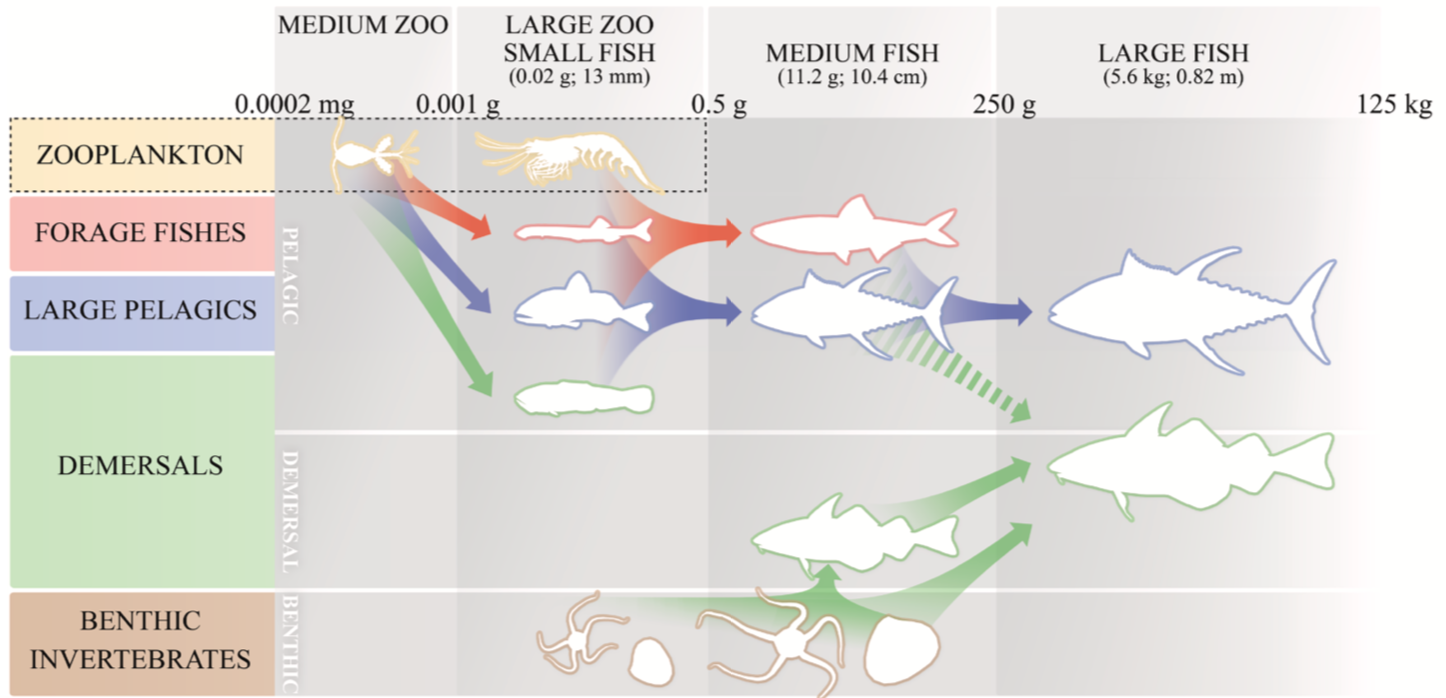 MEDIUM ZOO
LARGE ZOO
SMALL FISH
(0.02 g; 13 mm)
MEDIUM FISH
(11.2 g; 10.4 cm)
LARGE FISH
(5.6 kg; 0.82 m)
0.0002 mg
0.001 g
0.5 g
250 g
125 kg
ZOOPLANKTON
FORAGE FISHES
LARGE PELAGICS
DEMERSALS
BENTHIC
INVERTEBRATES
PELAGIC
DEMERSAL
BENTHIC